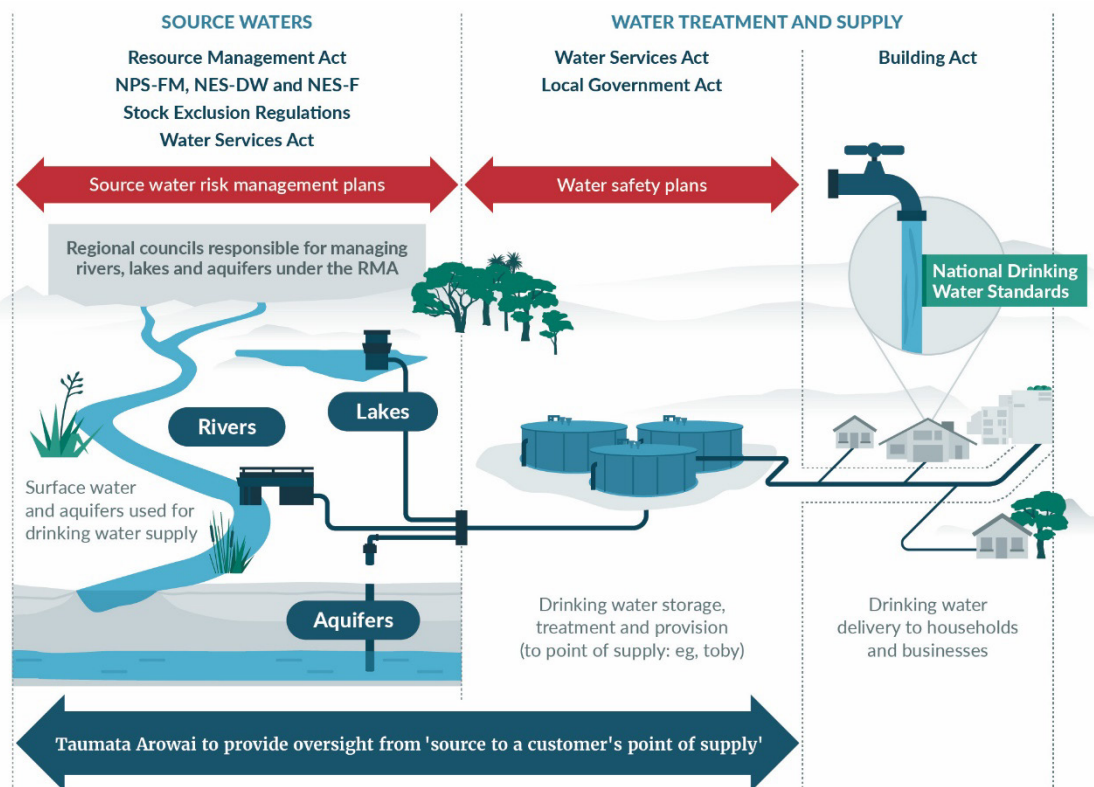 SOURCE WATERS
Resource Management Act
NPS-FM, NES-DW and NES-F
Stock Exclusion Regulations
Water Services Act
WATER TREATMENT AND SUPPLY
Water Services Act
Local Government Act
Building Act
Source water risk management plans
Water safety plans
Regional councils responsible for managing
rivers, lakes and aquifers under the RMA
National Drinking
Water Standards
Lakes
Rivers
Surface water
and aquifers used for
drinking water supply
Aquifers
Drinking water storage,
treatment and provision
(to point of supply: eg, toby)
Drinking water
delivery to households
and businesses
Taumata Arowai to provide oversight from 'source to a customer's point of supply'